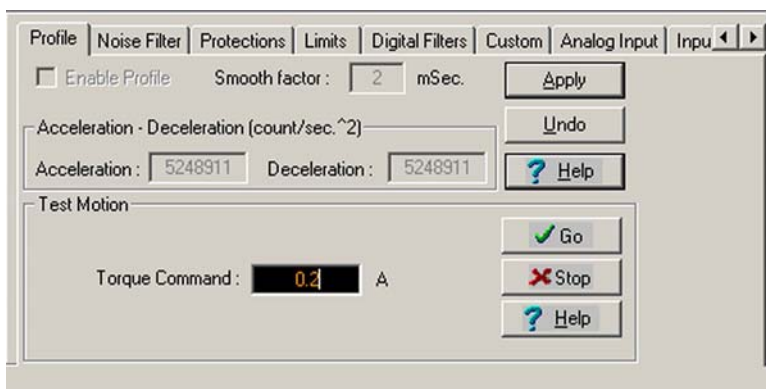 Profile Noise Filter Protections Limits Digital Filters Custom Analog Input Inpu
Enable Profile Smooth factor : 2 mSec. Apply
Acceleration - Deceleration (count/sec.^2) Undo
Acceleration : 5248911 Deceleration : 5248911 ? Help
Test Motion
Go
Torque Command : 0.2 A Stop
? Help